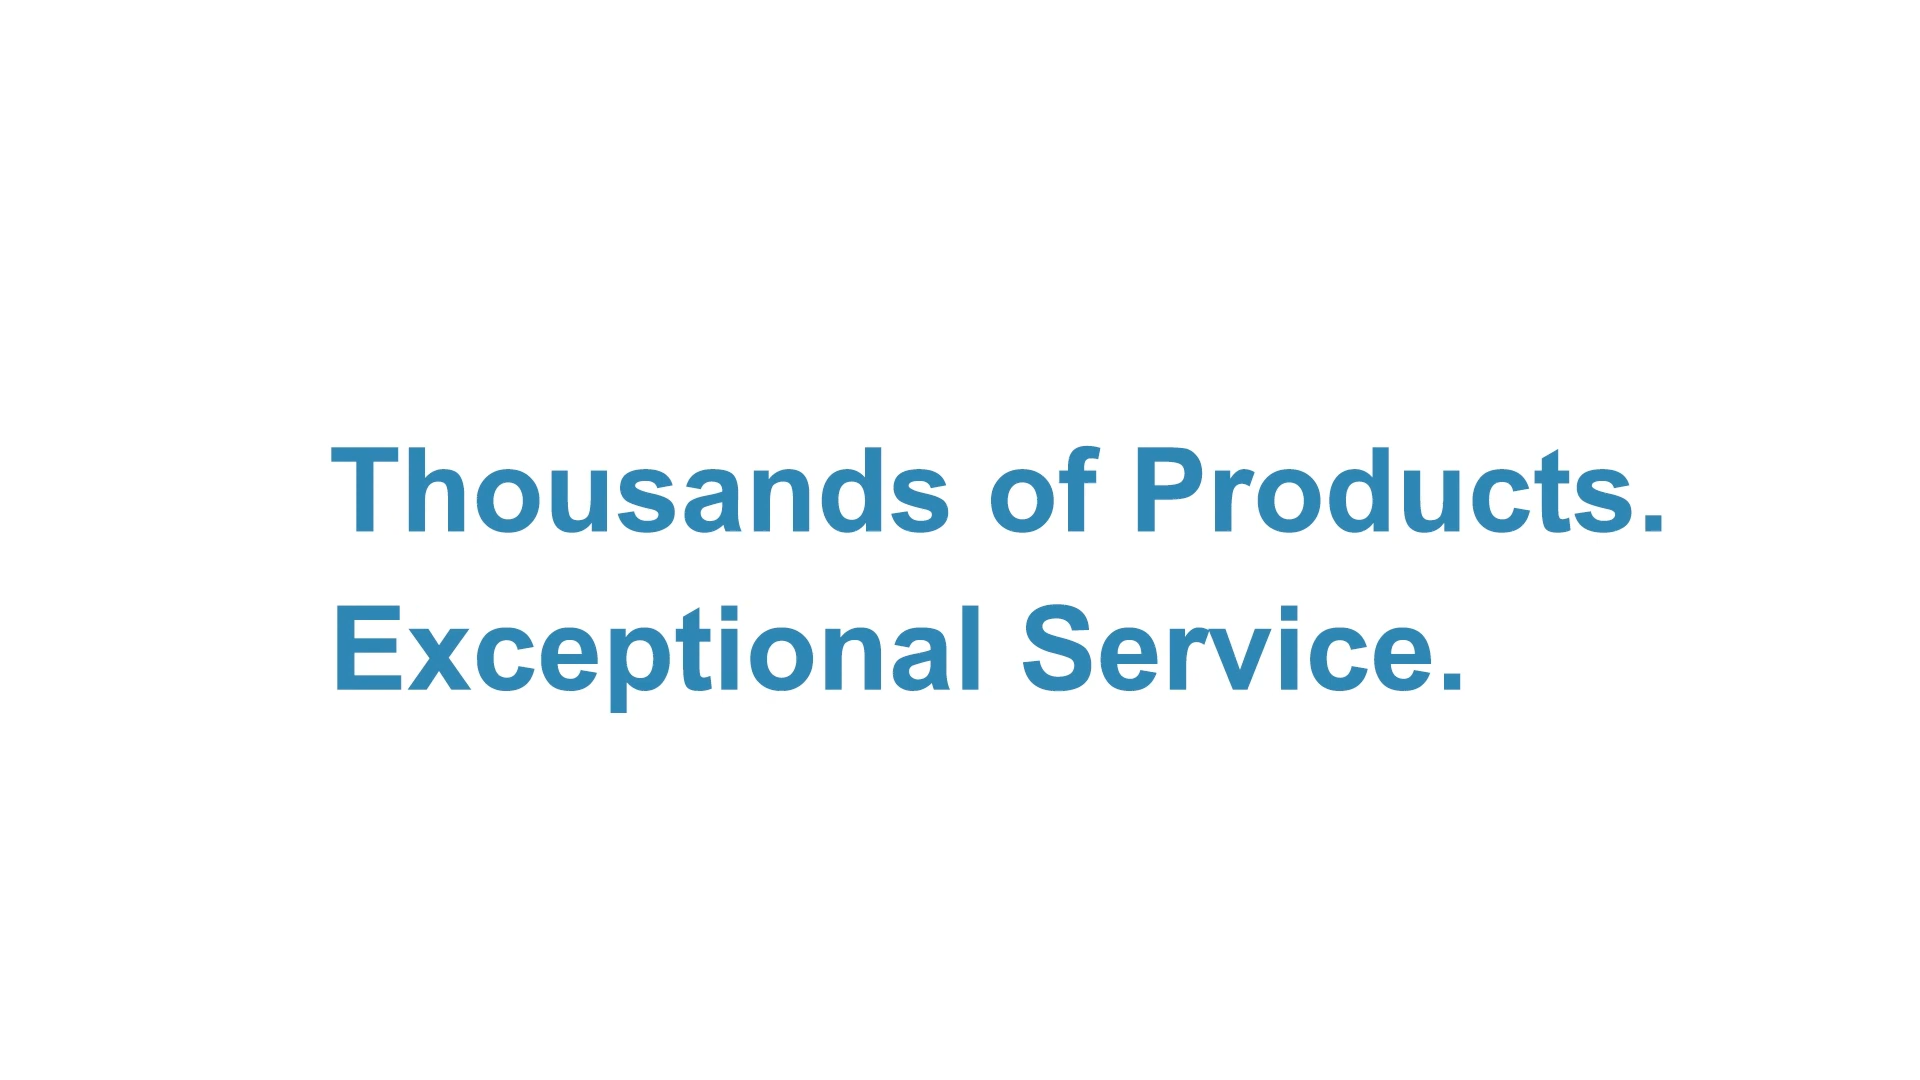 Thousands of Products.
Exceptional Service.